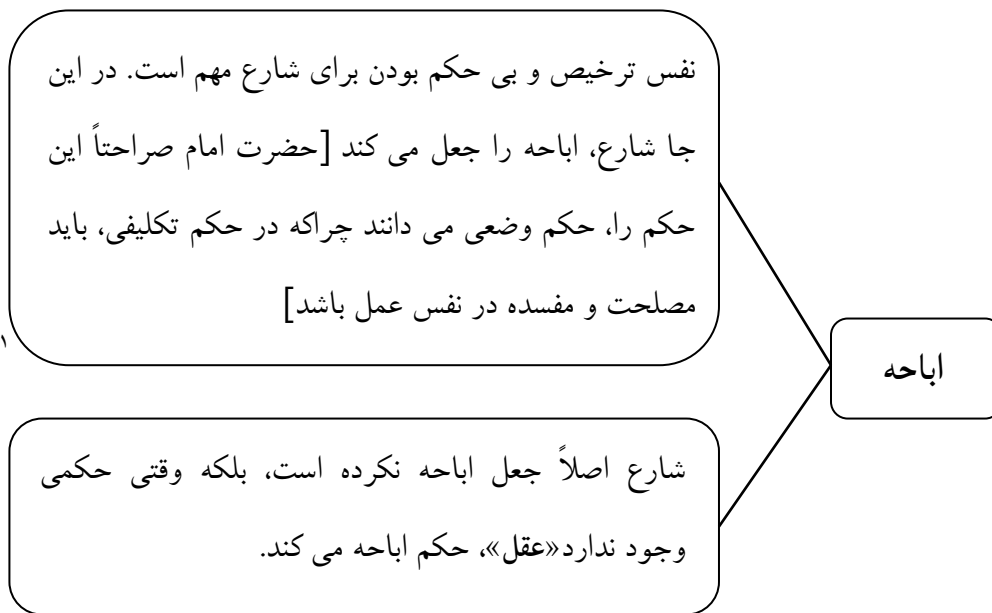 نفس ترخیص و بی حکم بودن برای شارع مهم است. در این
جا شارع، اباحه را جعل می کند [حضرت امام صراحتاً این
حکم را، حکم وضعی می دانند چراکه در حکم تکلیفی، باید
مصلحت و مفسده در نفس عمل باشد]
۱
اباحه
شارع اصلاً جعل اباحه نکرده است، بلکه وقتی حکمی
وجود ندارد«عقل»، حکم اباحه می کند.